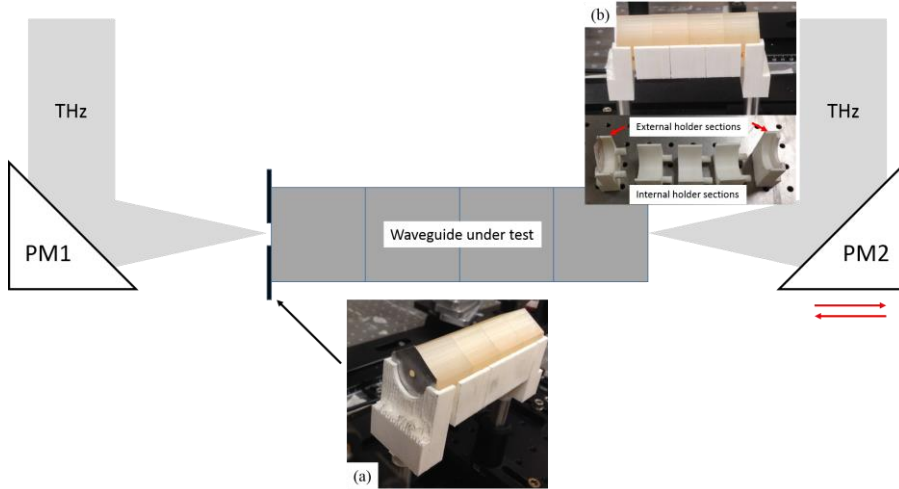 (b)
THz
THz
External holder sections
Internal holder sections
Waveguide under test
PM1
PM2
(a)